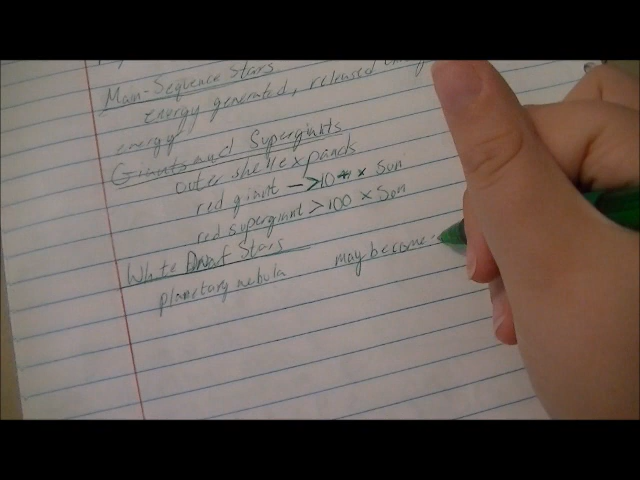 Main-Sequence Stars
energy generated, released
energy
Giants and Supergiants
outer shell expands
red giant -> 10 x Sun
red supergiant > 100 x Sun
White Dwarf Stars
planetary nebula may become